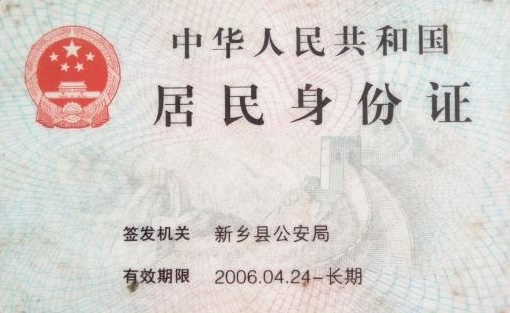 中华人民共和国
居民身份证
签发机关 新乡县公安局
有效期限 2006.04.24-长期